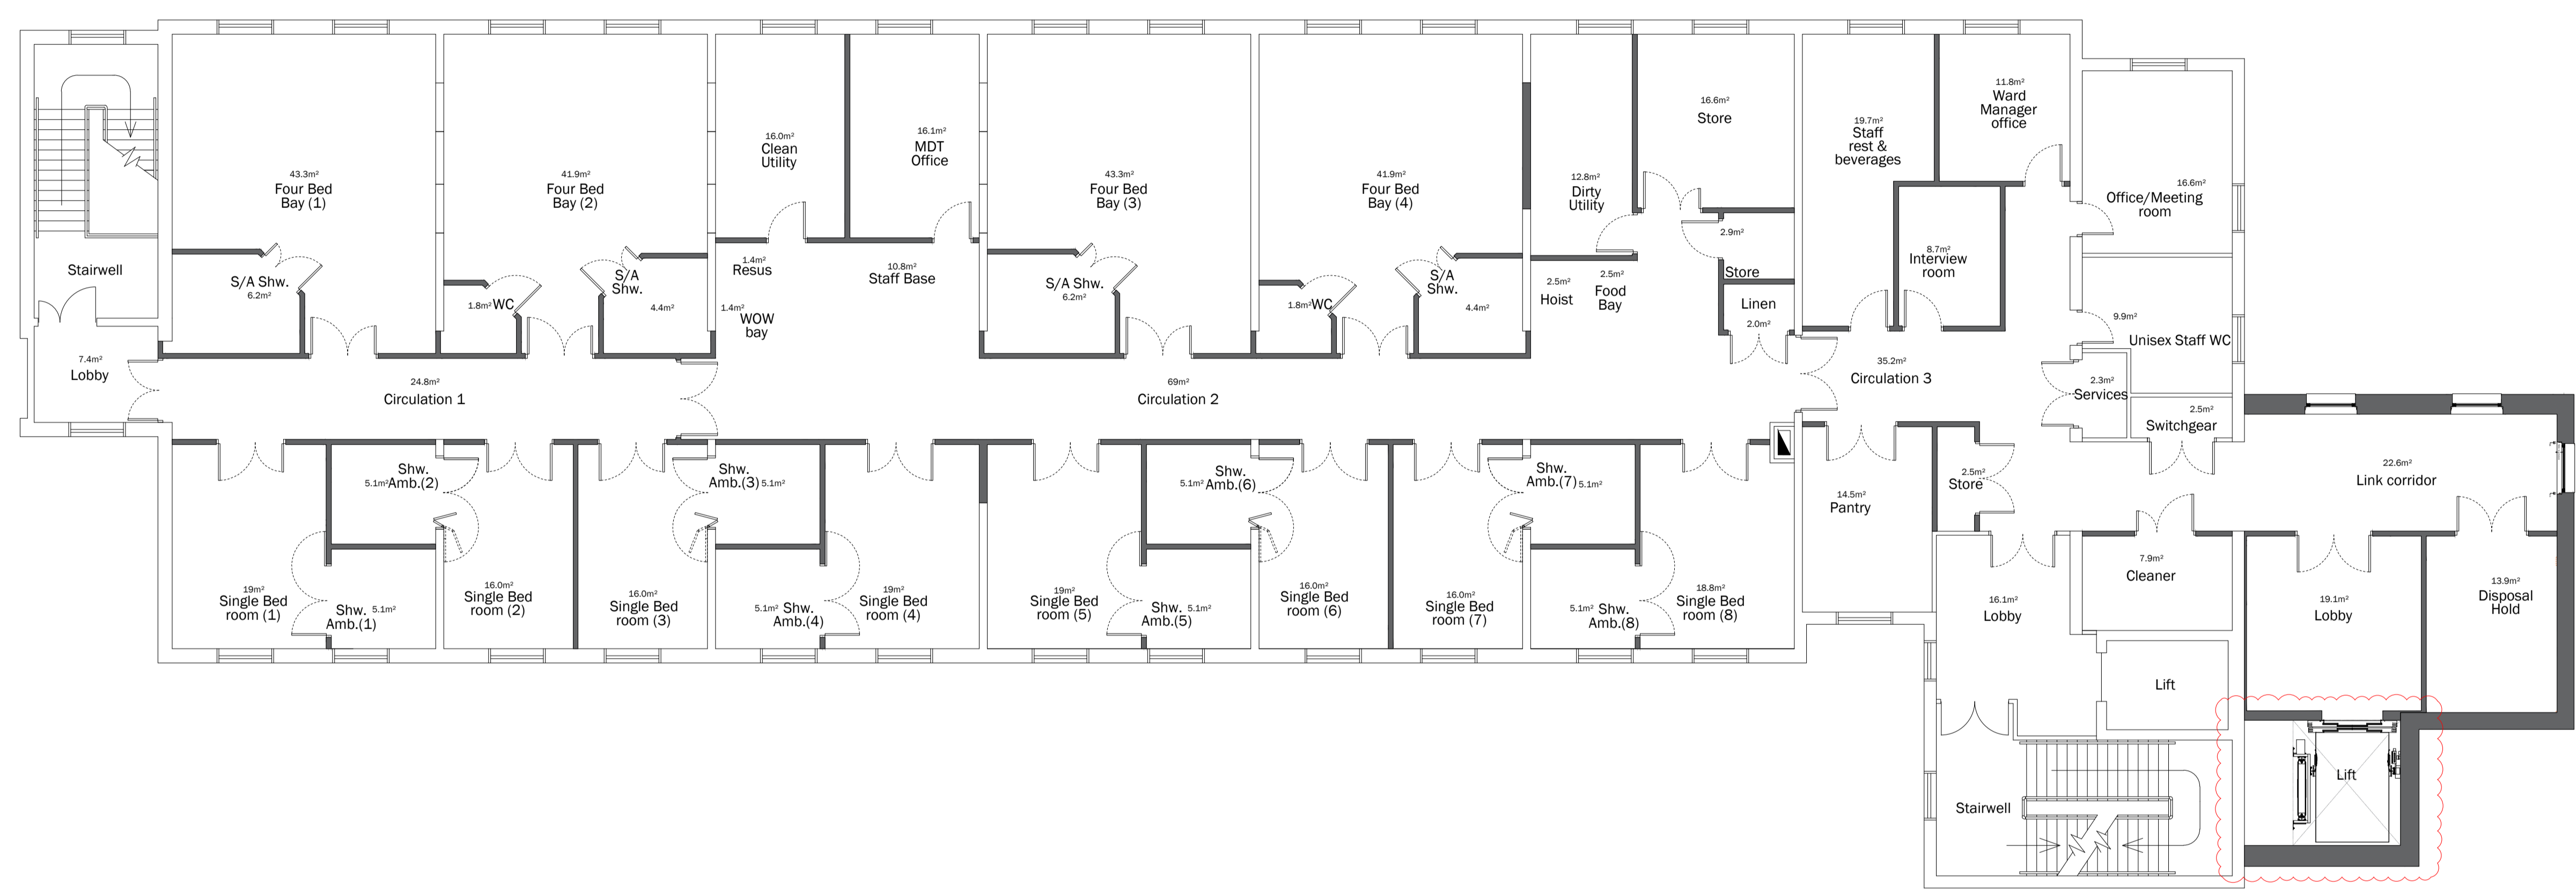 Stairwell
7.4m²
Lobby
43.3m²
Four Bed
Bay (1)
S/A Shw.
6.2m²
41.9m²
Four Bed
Bay (2)
1.8m² WC
S/A
Shw.
4.4m²
16.0m²
Clean
Utility
16.1m²
MDT
Office
1.4m²
Resus
10.8m²
Staff Base
1.4m²
WOW
bay
43.3m²
Four Bed
Bay (3)
S/A Shw.
6.2m²
41.9m²
Four Bed
Bay (4)
1.8m² WC
S/A
Shw.
4.4m²
12.8m²
Dirty
Utility
16.6m²
Store
2.9m²
Store
2.5m²
Hoist
2.5m²
Food
Bay
Linen
2.0m²
19.7m²
Staff
rest &
beverages
11.8m²
Ward
Manager
office
8.7m²
Interview
room
16.6m²
Office/Meeting
room
9.9m²
Unisex Staff WC
2.3m²
Services
2.5m²
Switchgear
24.8m²
Circulation 1
69m²
Circulation 2
35.2m²
Circulation 3
22.6m²
Link corridor
19m²
Single Bed
room (1)
Shw.
Amb.(1)
5.1m²
Shw.
5.1m² Amb.(2)
16.0m²
Single Bed
room (2)
16.0m²
Single Bed
room (3)
Shw.
Amb.(3) 5.1m²
5.1m² Shw.
Amb.(4)
19m²
Single Bed
room (4)
19m²
Single Bed
room (5)
Shw. 5.1m²
Amb.(5)
Shw.
5.1m² Amb.(6)
16.0m²
Single Bed
room (6)
16.0m²
Single Bed
room (7)
Shw.
Amb.(7) 5.1m²
5.1m² Shw.
Amb.(8)
18.8m²
Single Bed
room (8)
14.5m²
Pantry
2.5m²
Store
16.1m²
Lobby
7.9m²
Cleaner
Lift
19.1m²
Lobby
13.9m²
Disposal
Hold
Stairwell
Lift